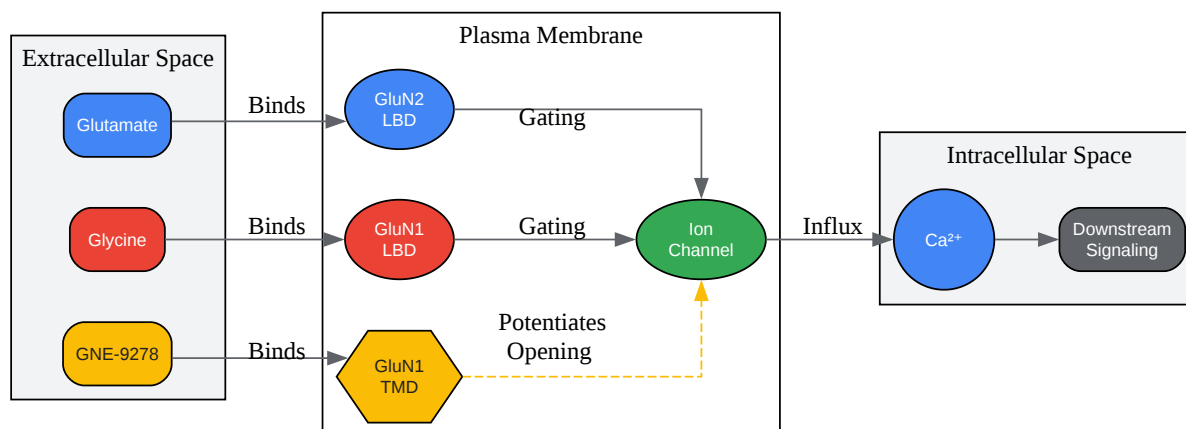 Extracellular Space
Glutamate
Glycine
GNE-9278
Binds
Binds
Binds
Plasma Membrane
GluN2
LBD
GluN1
LBD
GluN1
TMD
Gating
Gating
Potentiates
Opening
Ion
Channel
Influx
Intracellular Space
Ca²⁺
Downstream
Signaling